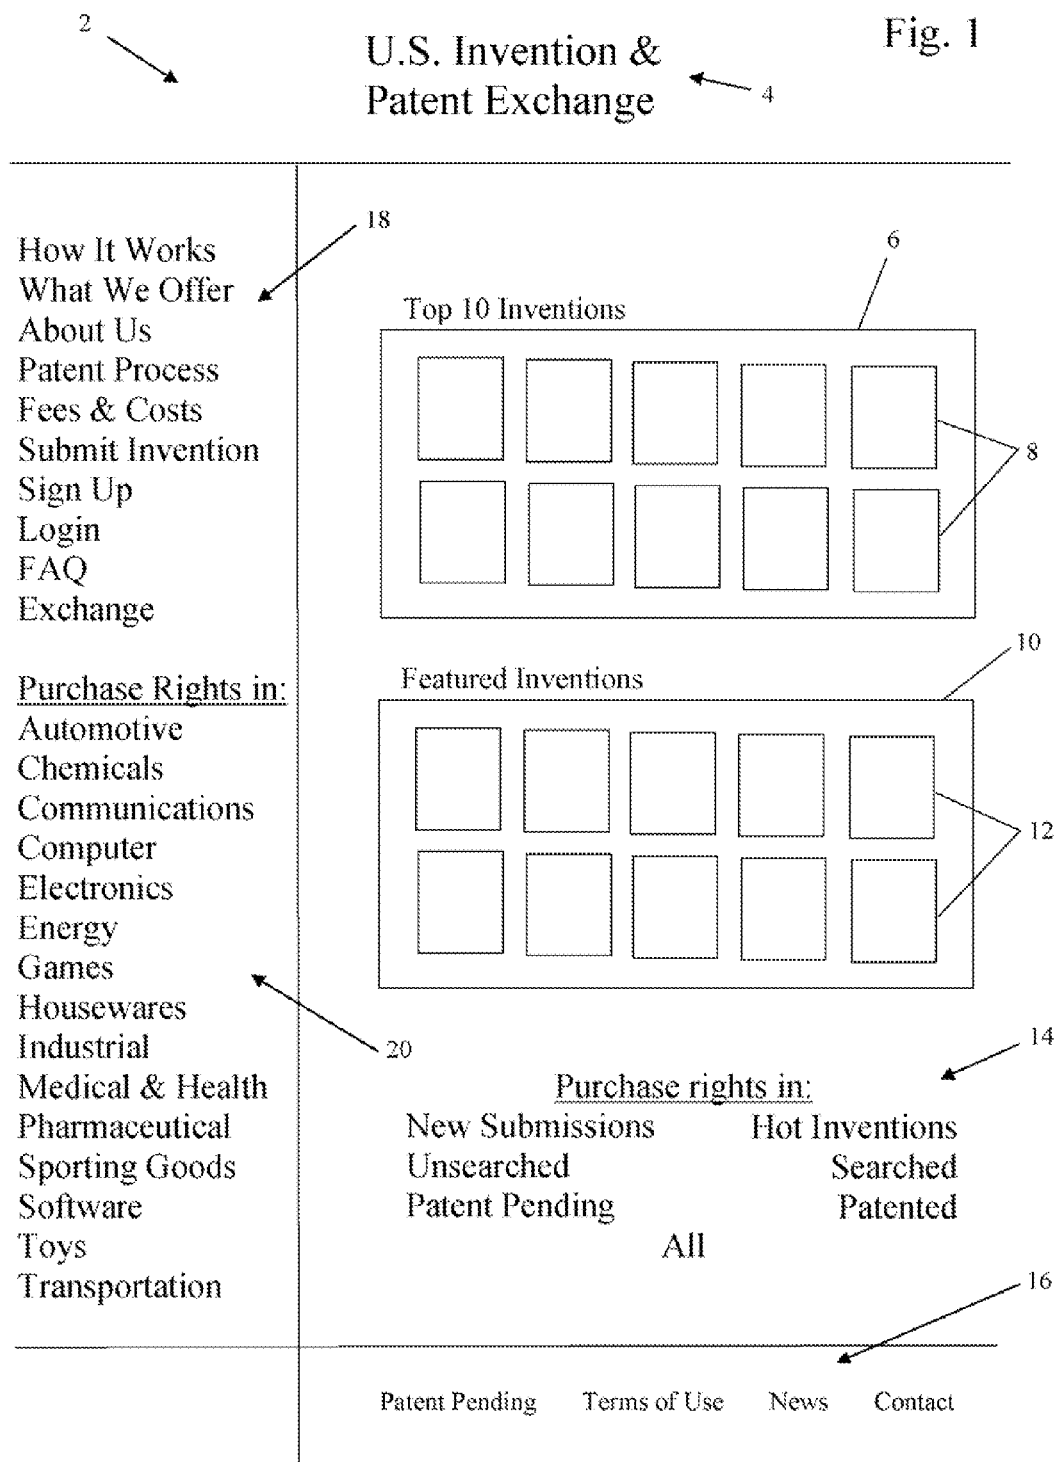 2
U.S. Invention &
Patent Exchange
Fig. 1
4
18
How It Works
What We Offer
About Us
Patent Process
Fees & Costs
Submit Invention
Sign Up
Login
FAQ
Exchange
Purchase Rights in:
Automotive
Chemicals
Communications
Computer
Electronics
Energy
Games
Housewares
Industrial
Medical & Health
Pharmaceutical
Sporting Goods
Software
Toys
Transportation
20
6
Top 10 Inventions
8
10
Featured Inventions
12
14
Purchase rights in:
New Submissions Hot Inventions
Unsearched Searched
Patent Pending Patented
All
16
Patent Pending Terms of Use News Contact